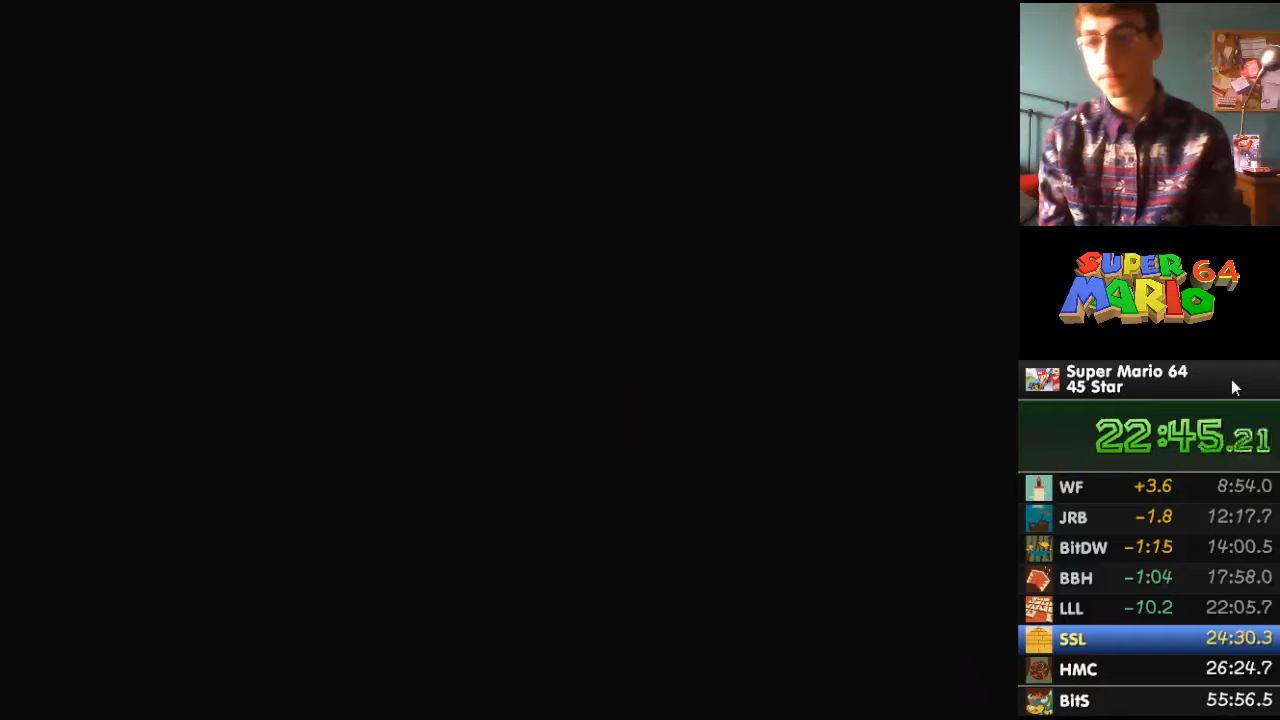 SUPER
MARIO 64
Super Mario 64
45 Star
22:45.21
WF +3.6 8:54.0
JRB -1.8 12:17.7
BitDW -1:15 14:00.5
BBH -1:04 17:58.0
LLL -10.2 22:05.7
SSL 24:30.3
HMC 26:24.7
BitS 55:56.5